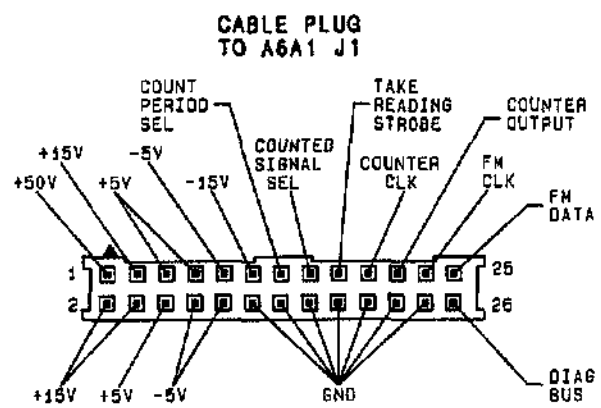 CABLE PLUG
TO A6A1 J1
COUNT
PERIOD
SEL
TAKE
READING
STROBE
COUNTER
OUTPUT
+15V
-5V
COUNTED
SIGNAL
SEL
COUNTER
CLK
FM
CLK
+50V
+5V
-15V
FM
DATA
1
25
2
26
+15V
+5V
-5V
GND
DIAG
BUS